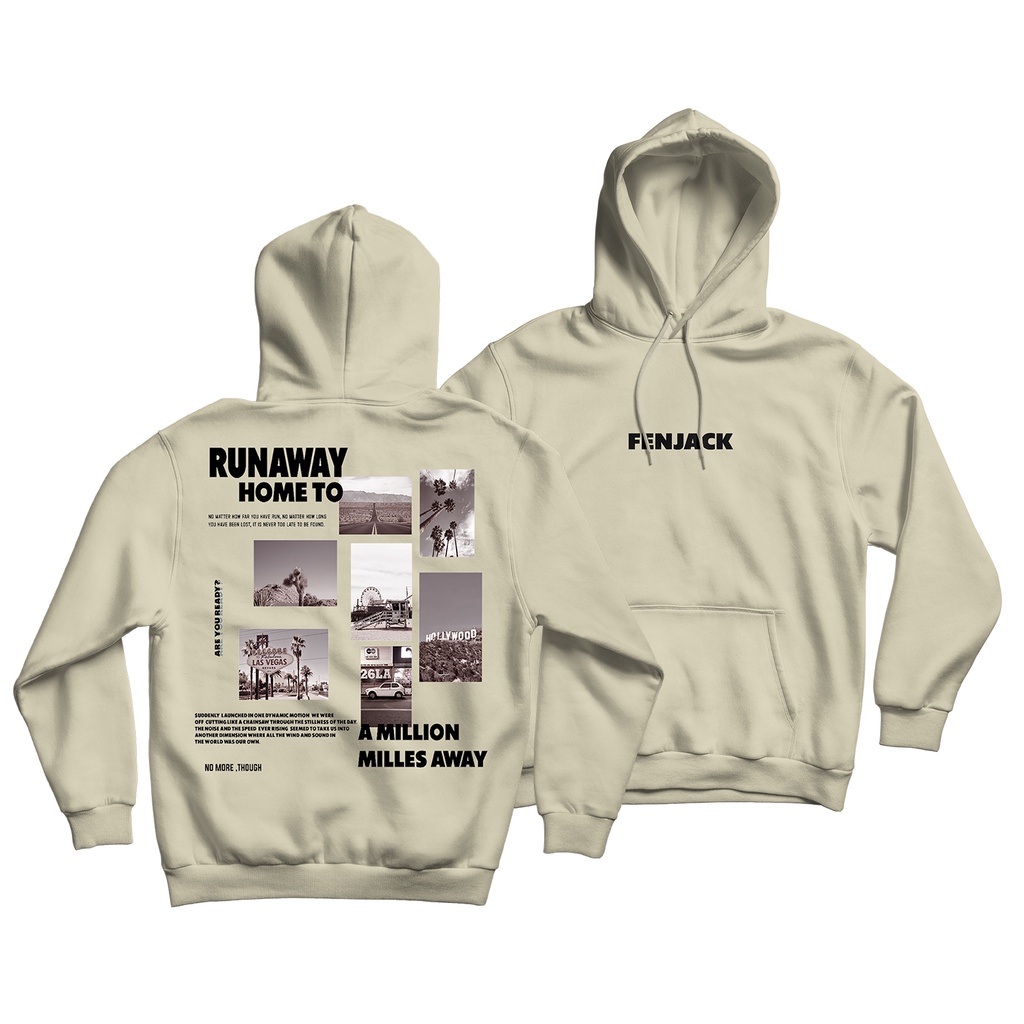 RUNAWAY
HOME TO
NO MATTER HOW FAR YOU HAVE RUN, NO MATTER HOW LONG
YOU HAVE BEEN LOST, IT IS NEVER TOO LATE TO BE FOUND.
ARE YOU READY?
HOLLYWOOD
WELCOME
Fabulous
LAS VEGAS
NEVADA
26LA
SUDDENLY LAUNCHED IN ONE DYNAMIC MOTION WE WERE
OFF CUTTING LIKE A CHAINSAW THROUGH THE STILLNESS OF THE DAY.
THE NOISE AND THE SPEED EVER RISING SEEMED TO TAKE US INTO
ANOTHER DIMENSION WHERE ALL THE WIND AND SOUND IN
THE WORLD WAS OUR OWN.
NO MORE ,THOUGH
A MILLION
MILLES AWAY
FENJACK